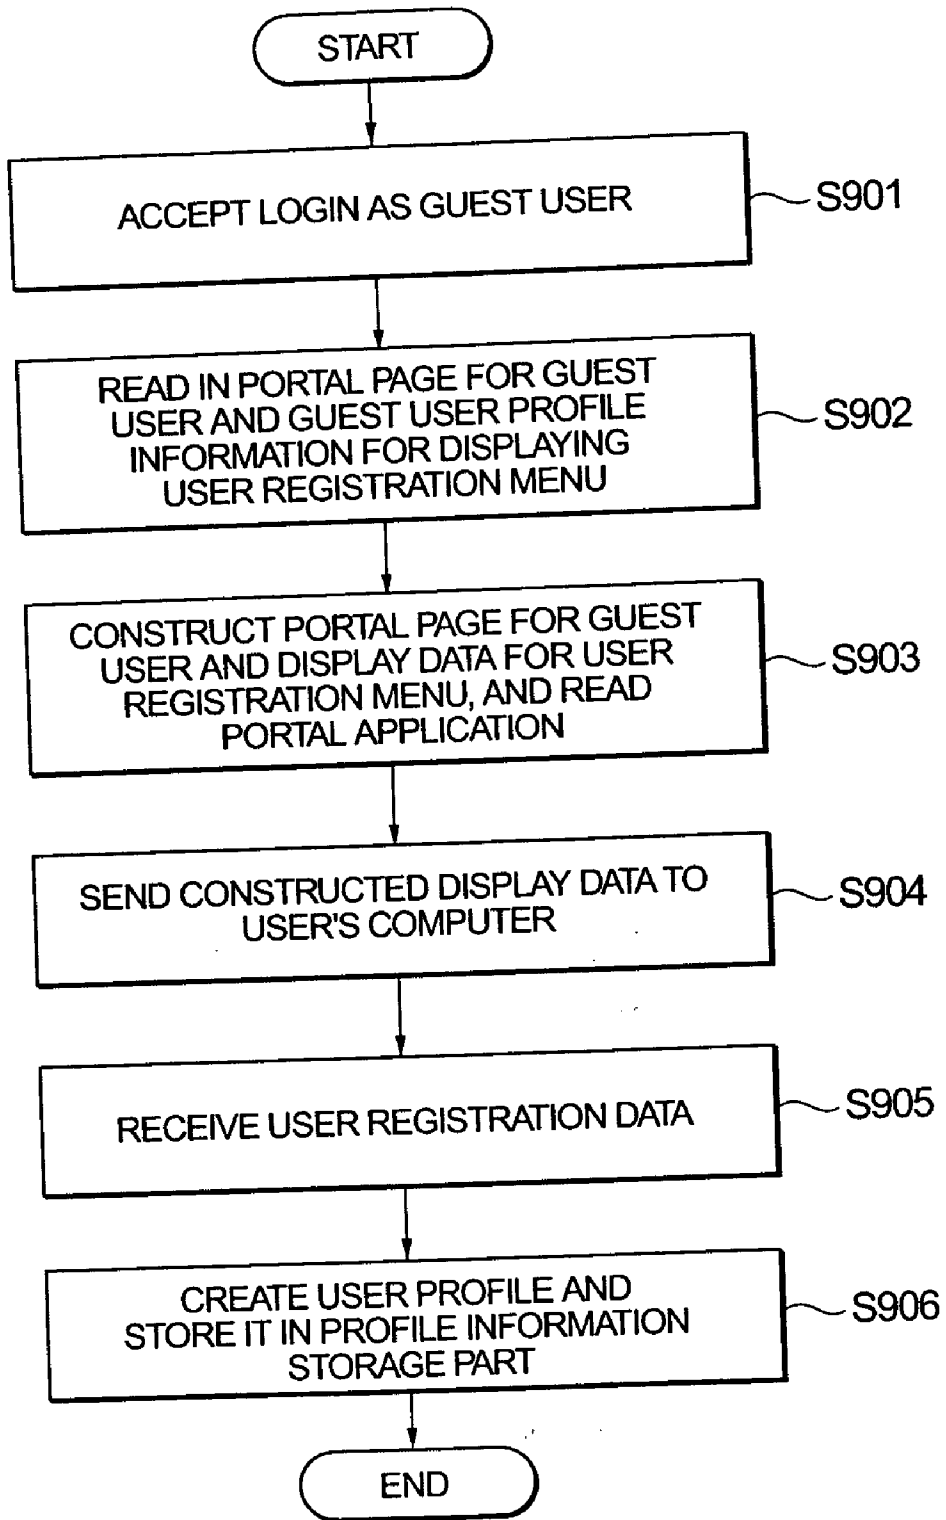 START
ACCEPT LOGIN AS GUEST USER
S901
READ IN PORTAL PAGE FOR GUEST
USER AND GUEST USER PROFILE
INFORMATION FOR DISPLAYING
USER REGISTRATION MENU
S902
CONSTRUCT PORTAL PAGE FOR GUEST
USER AND DISPLAY DATA FOR USER
REGISTRATION MENU, AND READ
PORTAL APPLICATION
S903
SEND CONSTRUCTED DISPLAY DATA TO
USER'S COMPUTER
S904
RECEIVE USER REGISTRATION DATA
S905
CREATE USER PROFILE AND
STORE IT IN PROFILE INFORMATION
STORAGE PART
S906
END